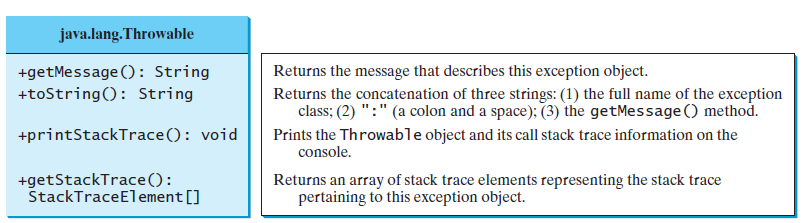 java.lang.Throwable
+getMessage(): String
Returns the message that describes this exception object.
+toString(): String
Returns the concatenation of three strings: (1) the full name of the exception
class; (2) ":" (a colon and a space); (3) the getMessage() method.
+printStackTrace(): void
Prints the Throwable object and its call stack trace information on the
console.
+getStackTrace():
StackTraceElement[]
Returns an array of stack trace elements representing the stack trace
pertaining to this exception object.